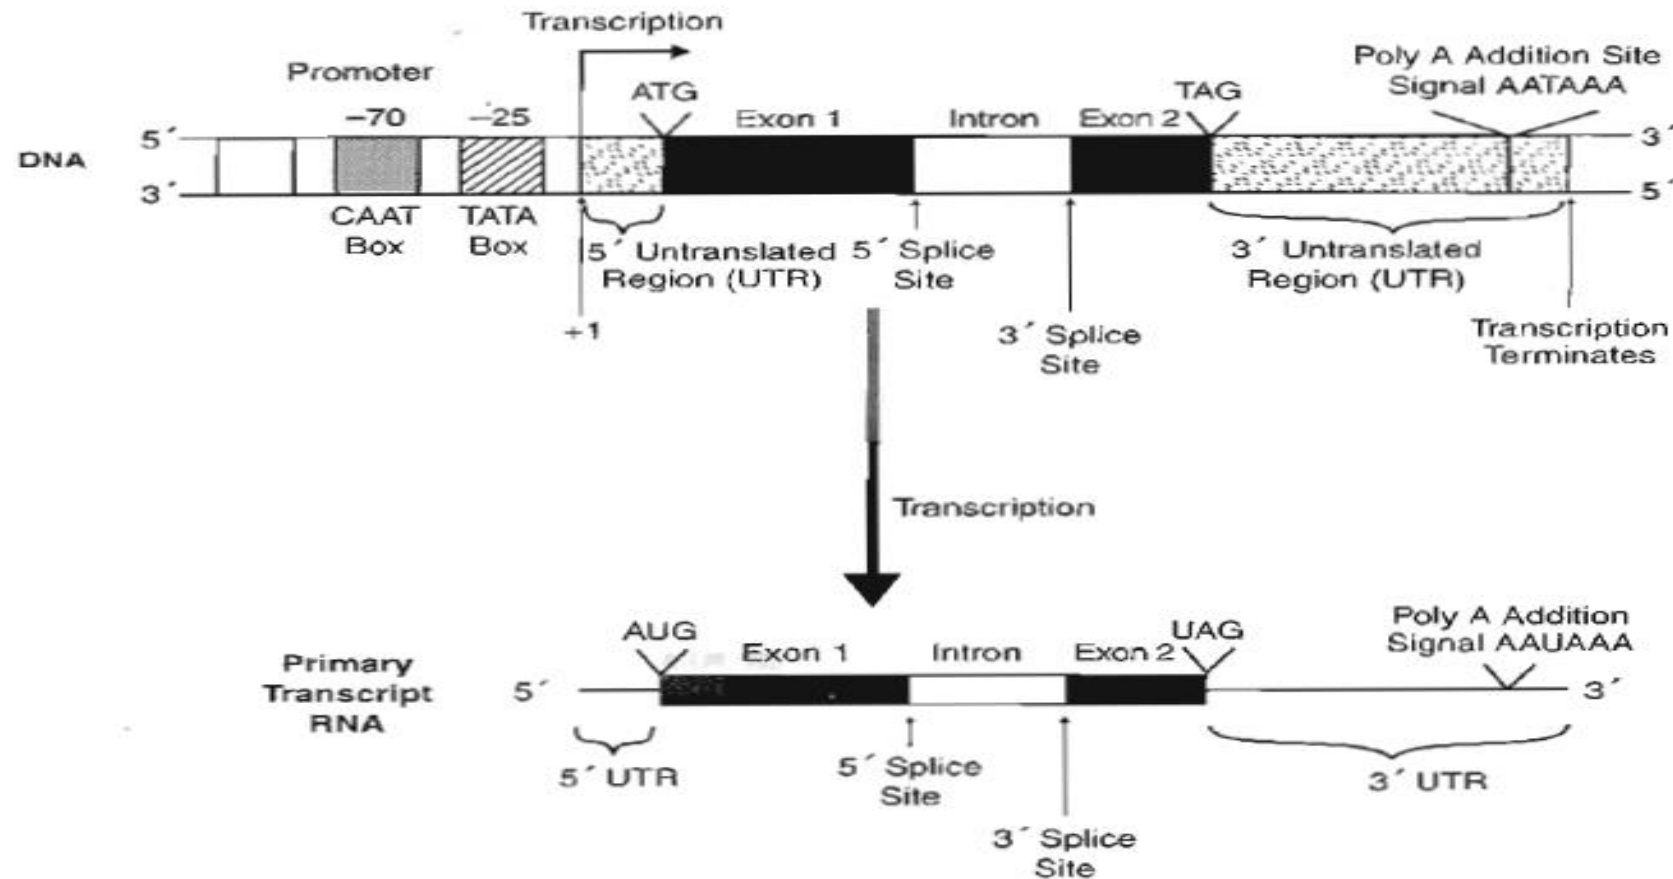 Transcription
Promoter
Poly A Addition Site
Signal AATAAA
ATG
TAG
−70
−25
Exon 1
Intron
Exon 2
5´
3´
DNA
3´
5´
CAAT
Box
TATA
Box
5´ Untranslated
Region (UTR)
5´ Splice
Site
3´ Untranslated
Region (UTR)
+1
3´ Splice
Site
Transcription
Terminates
Transcription
AUG
Exon 1
Intron
Exon 2
UAG
Poly A Addition
Signal AAUAAA
Primary
Transcript
RNA
5´
3´
5´ UTR
5´ Splice
Site
3´ UTR
3´ Splice
Site